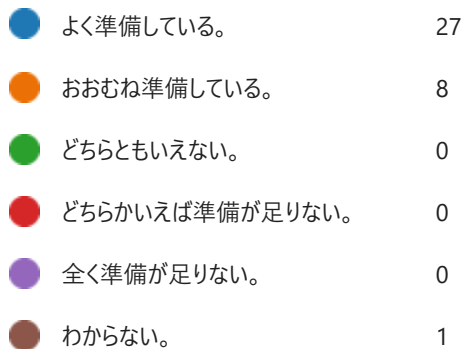 よく準備している。 27
おおむね準備している。 8
どちらともいえない。 0
どちらかいえば準備が足りない。 0
全く準備が足りない。 0
わからない。 1